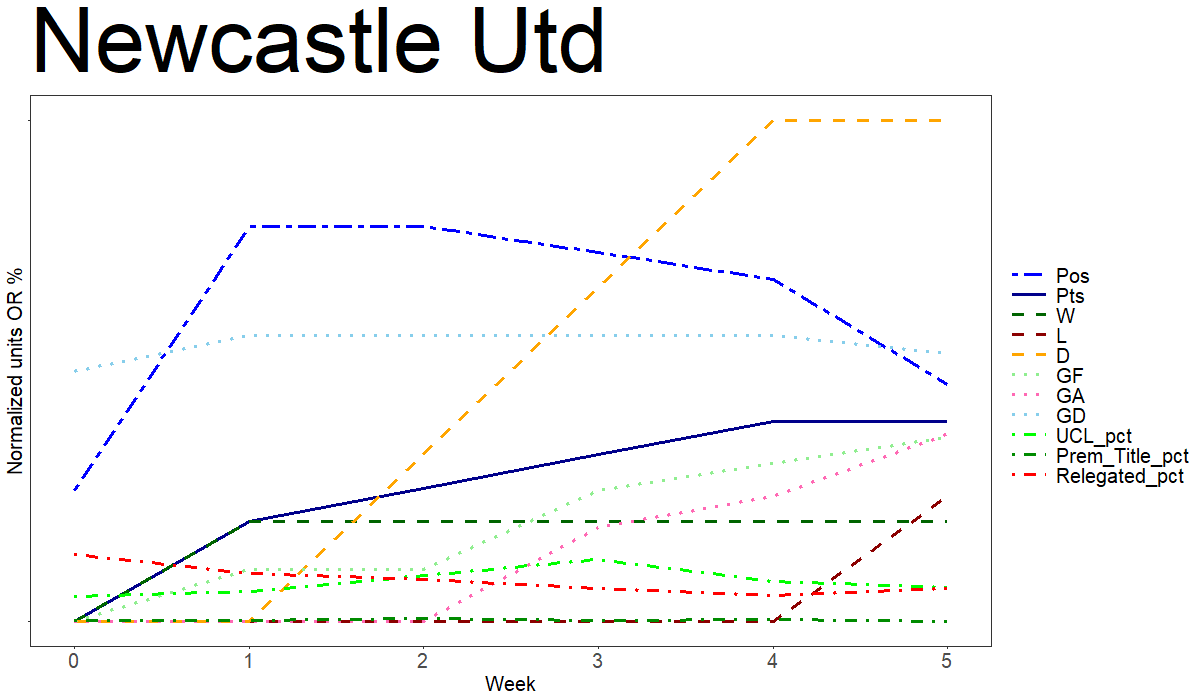 Newcastle Utd
Normalized units OR %
Pos
Pts
W
L
D
GF
GA
GD
UCL_pct
Prem_Title_pct
Relegated_pct
0 1 2 3 4 5
Week